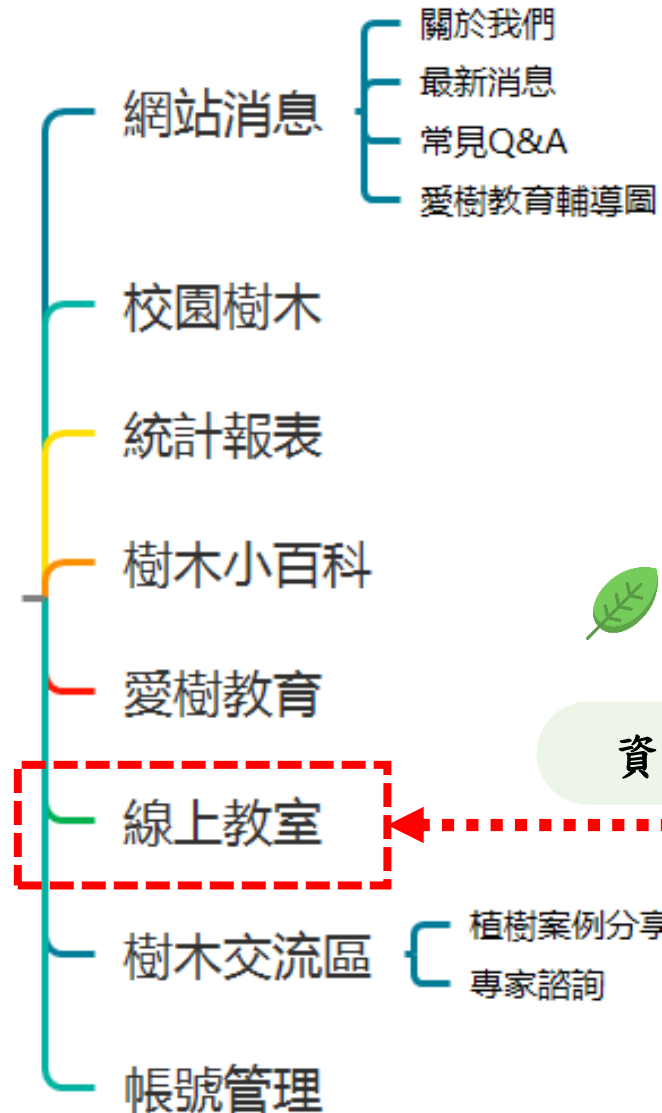 關於我們
最新消息
網站消息
常見Q&A
愛樹教育輔導圖
校園樹木
統計報表
樹木小百科
愛樹教育
資
線上教室
植樹案例分享
樹木交流區
專家諮詢
帳號管理